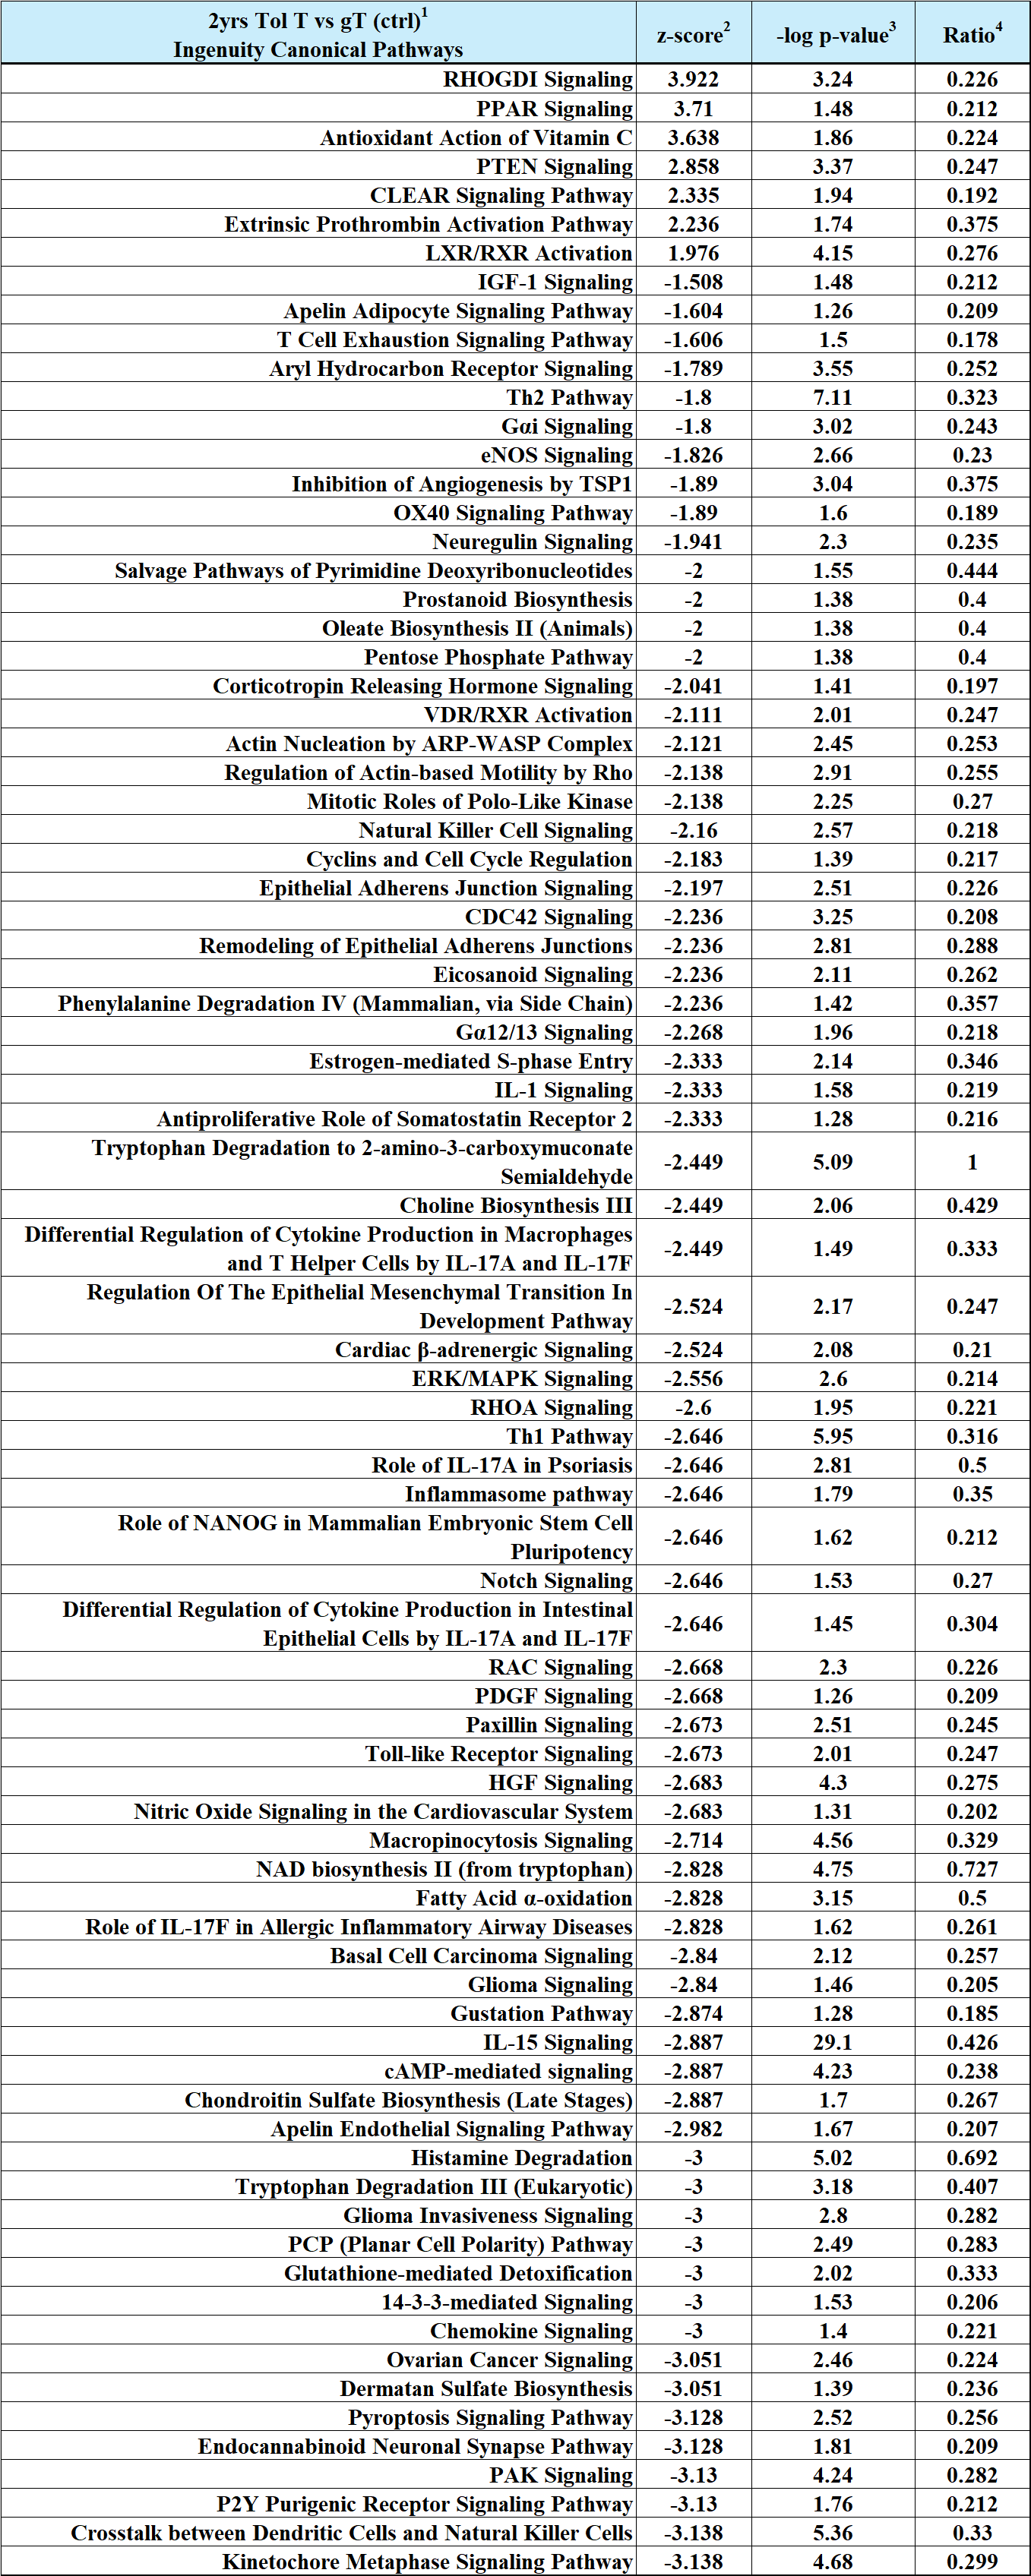 2yrs Tol T vs gT (ctrl)1
Ingenuity Canonical Pathways z-score2 -log p-value3 Ratio4
RHOGDI Signaling 3.922 3.24 0.226
PPAR Signaling 3.71 1.48 0.212
Antioxidant Action of Vitamin C 3.638 1.86 0.224
PTEN Signaling 2.858 3.37 0.247
CLEAR Signaling Pathway 2.335 1.94 0.192
Extrinsic Prothrombin Activation Pathway 2.236 1.74 0.375
LXR/RXR Activation 1.976 4.15 0.276
IGF-1 Signaling -1.508 1.48 0.212
Apelin Adipocyte Signaling Pathway -1.604 1.26 0.209
T Cell Exhaustion Signaling Pathway -1.606 1.5 0.178
Aryl Hydrocarbon Receptor Signaling -1.789 3.55 0.252
Th2 Pathway -1.8 7.11 0.323
Gαi Signaling -1.8 3.02 0.243
eNOS Signaling -1.826 2.66 0.23
Inhibition of Angiogenesis by TSP1 -1.89 3.04 0.375
OX40 Signaling Pathway -1.89 1.6 0.189
Neuregulin Signaling -1.941 2.3 0.235
Salvage Pathways of Pyrimidine Deoxyribonucleotides -2 1.55 0.444
Prostanoid Biosynthesis -2 1.38 0.4
Oleate Biosynthesis II (Animals) -2 1.38 0.4
Pentose Phosphate Pathway -2 1.38 0.4
Corticotropin Releasing Hormone Signaling -2.041 1.41 0.197
VDR/RXR Activation -2.111 2.01 0.247
Actin Nucleation by ARP-WASP Complex -2.121 2.45 0.253
Regulation of Actin-based Motility by Rho -2.138 2.91 0.255
Mitotic Roles of Polo-Like Kinase -2.138 2.25 0.27
Natural Killer Cell Signaling -2.16 2.57 0.218
Cyclins and Cell Cycle Regulation -2.183 1.39 0.217
Epithelial Adherens Junction Signaling -2.197 2.51 0.226
CDC42 Signaling -2.236 3.25 0.208
Remodeling of Epithelial Adherens Junctions -2.236 2.81 0.288
Eicosanoid Signaling -2.236 2.11 0.262
Phenylalanine Degradation IV (Mammalian, via Side Chain) -2.236 1.42 0.357
Gα12/13 Signaling -2.268 1.96 0.218
Estrogen-mediated S-phase Entry -2.333 2.14 0.346
IL-1 Signaling -2.333 1.58 0.219
Antiproliferative Role of Somatostatin Receptor 2 -2.333 1.28 0.216
Tryptophan Degradation to 2-amino-3-carboxymuconate
Semialdehyde -2.449 5.09 1
Choline Biosynthesis III -2.449 2.06 0.429
Differential Regulation of Cytokine Production in Macrophages
and T Helper Cells by IL-17A and IL-17F -2.449 1.49 0.333
Regulation Of The Epithelial Mesenchymal Transition In
Development Pathway -2.524 2.17 0.247
Cardiac β-adrenergic Signaling -2.524 2.08 0.21
ERK/MAPK Signaling -2.556 2.6 0.214
RHOA Signaling -2.6 1.95 0.221
Th1 Pathway -2.646 5.95 0.316
Role of IL-17A in Psoriasis -2.646 2.81 0.5
Inflammasome pathway -2.646 1.79 0.35
Role of NANOG in Mammalian Embryonic Stem Cell
Pluripotency -2.646 1.62 0.212
Notch Signaling -2.646 1.53 0.27
Differential Regulation of Cytokine Production in Intestinal
Epithelial Cells by IL-17A and IL-17F -2.646 1.45 0.304
RAC Signaling -2.668 2.3 0.226
PDGF Signaling -2.668 1.26 0.209
Paxillin Signaling -2.673 2.51 0.245
Toll-like Receptor Signaling -2.673 2.01 0.247
HGF Signaling -2.683 4.3 0.275
Nitric Oxide Signaling in the Cardiovascular System -2.683 1.31 0.202
Macropinocytosis Signaling -2.714 4.56 0.329
NAD biosynthesis II (from tryptophan) -2.828 4.75 0.727
Fatty Acid α-oxidation -2.828 3.15 0.5
Role of IL-17F in Allergic Inflammatory Airway Diseases -2.828 1.62 0.261
Basal Cell Carcinoma Signaling -2.84 2.12 0.257
Glioma Signaling -2.84 1.46 0.205
Gustation Pathway -2.874 1.28 0.185
IL-15 Signaling -2.887 29.1 0.426
cAMP-mediated signaling -2.887 4.23 0.238
Chondroitin Sulfate Biosynthesis (Late Stages) -2.887 1.7 0.267
Apelin Endothelial Signaling Pathway -2.982 1.67 0.207
Histamine Degradation -3 5.02 0.692
Tryptophan Degradation III (Eukaryotic) -3 3.18 0.407
Glioma Invasiveness Signaling -3 2.8 0.282
PCP (Planar Cell Polarity) Pathway -3 2.49 0.283
Glutathione-mediated Detoxification -3 2.02 0.333
14-3-3-mediated Signaling -3 1.53 0.206
Chemokine Signaling -3 1.4 0.221
Ovarian Cancer Signaling -3.051 2.46 0.224
Dermatan Sulfate Biosynthesis -3.051 1.39 0.236
Pyroptosis Signaling Pathway -3.128 2.52 0.256
Endocannabinoid Neuronal Synapse Pathway -3.128 1.81 0.209
PAK Signaling -3.13 4.24 0.282
P2Y Purigenic Receptor Signaling Pathway -3.13 1.76 0.212
Crosstalk between Dendritic Cells and Natural Killer Cells -3.138 5.36 0.33
Kinetochore Metaphase Signaling Pathway -3.138 4.68 0.299